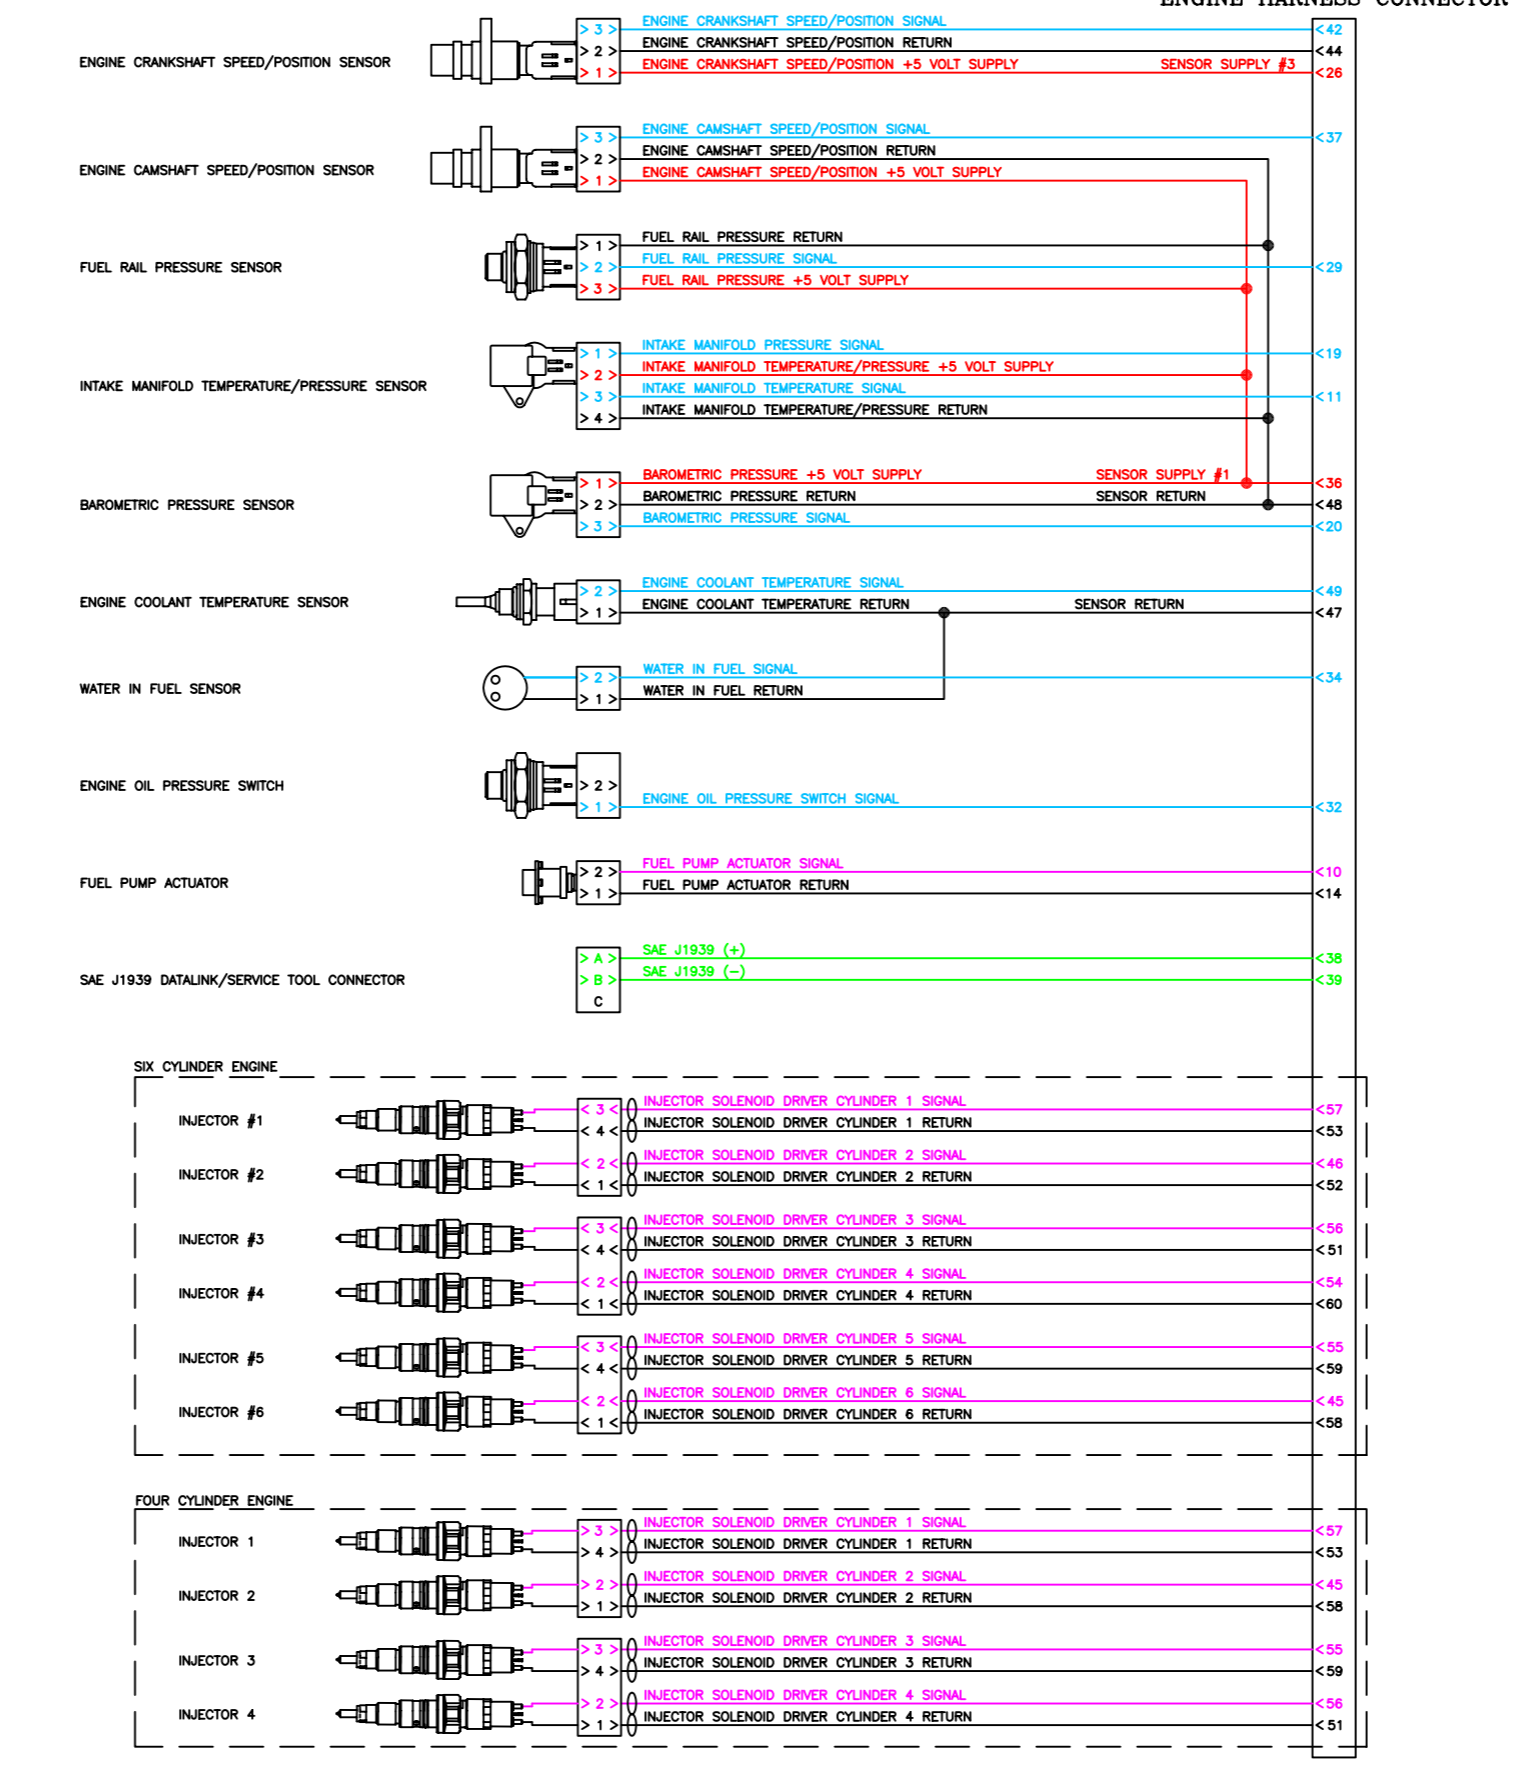 ENGINE HARNESS CONNECTOR
ENGINE CRANKSHAFT SPEED/POSITION SENSOR
> 3 > ENGINE CRANKSHAFT SPEED/POSITION SIGNAL <42
> 2 > ENGINE CRANKSHAFT SPEED/POSITION RETURN <44
> 1 > ENGINE CRANKSHAFT SPEED/POSITION +5 VOLT SUPPLY SENSOR SUPPLY #3 <26
ENGINE CAMSHAFT SPEED/POSITION SENSOR
> 3 > ENGINE CAMSHAFT SPEED/POSITION SIGNAL <37
> 2 > ENGINE CAMSHAFT SPEED/POSITION RETURN
> 1 > ENGINE CAMSHAFT SPEED/POSITION +5 VOLT SUPPLY
FUEL RAIL PRESSURE SENSOR
> 1 > FUEL RAIL PRESSURE RETURN
> 2 > FUEL RAIL PRESSURE SIGNAL <29
> 3 > FUEL RAIL PRESSURE +5 VOLT SUPPLY
INTAKE MANIFOLD TEMPERATURE/PRESSURE SENSOR
> 1 > INTAKE MANIFOLD PRESSURE SIGNAL <19
> 2 > INTAKE MANIFOLD TEMPERATURE/PRESSURE +5 VOLT SUPPLY
> 3 > INTAKE MANIFOLD TEMPERATURE SIGNAL <11
> 4 > INTAKE MANIFOLD TEMPERATURE/PRESSURE RETURN
BAROMETRIC PRESSURE SENSOR
> 1 > BAROMETRIC PRESSURE +5 VOLT SUPPLY SENSOR SUPPLY #1 <36
> 2 > BAROMETRIC PRESSURE RETURN SENSOR RETURN <48
> 3 > BAROMETRIC PRESSURE SIGNAL <20
ENGINE COOLANT TEMPERATURE SENSOR
> 2 > ENGINE COOLANT TEMPERATURE SIGNAL <49
> 1 > ENGINE COOLANT TEMPERATURE RETURN SENSOR RETURN <47
WATER IN FUEL SENSOR
> 2 > WATER IN FUEL SIGNAL <34
> 1 > WATER IN FUEL RETURN
ENGINE OIL PRESSURE SWITCH
> 2 >
> 1 > ENGINE OIL PRESSURE SWITCH SIGNAL <32
FUEL PUMP ACTUATOR
> 2 > FUEL PUMP ACTUATOR SIGNAL <10
> 1 > FUEL PUMP ACTUATOR RETURN <14
SAE J1939 DATALINK/SERVICE TOOL CONNECTOR
> A > SAE J1939 (+) <38
> B > SAE J1939 (-) <39
C
SIX CYLINDER ENGINE
INJECTOR #1
< 3 < INJECTOR SOLENOID DRIVER CYLINDER 1 SIGNAL <57
< 4 < INJECTOR SOLENOID DRIVER CYLINDER 1 RETURN <53
INJECTOR #2
< 2 < INJECTOR SOLENOID DRIVER CYLINDER 2 SIGNAL <46
< 1 < INJECTOR SOLENOID DRIVER CYLINDER 2 RETURN <52
INJECTOR #3
< 3 < INJECTOR SOLENOID DRIVER CYLINDER 3 SIGNAL <56
< 4 < INJECTOR SOLENOID DRIVER CYLINDER 3 RETURN <51
INJECTOR #4
< 2 < INJECTOR SOLENOID DRIVER CYLINDER 4 SIGNAL <54
< 1 < INJECTOR SOLENOID DRIVER CYLINDER 4 RETURN <60
INJECTOR #5
< 3 < INJECTOR SOLENOID DRIVER CYLINDER 5 SIGNAL <55
< 4 < INJECTOR SOLENOID DRIVER CYLINDER 5 RETURN <59
INJECTOR #6
< 2 < INJECTOR SOLENOID DRIVER CYLINDER 6 SIGNAL <45
< 1 < INJECTOR SOLENOID DRIVER CYLINDER 6 RETURN <58
FOUR CYLINDER ENGINE
INJECTOR 1
> 3 > INJECTOR SOLENOID DRIVER CYLINDER 1 SIGNAL <57
> 4 > INJECTOR SOLENOID DRIVER CYLINDER 1 RETURN <53
INJECTOR 2
> 2 > INJECTOR SOLENOID DRIVER CYLINDER 2 SIGNAL <45
> 1 > INJECTOR SOLENOID DRIVER CYLINDER 2 RETURN <58
INJECTOR 3
> 3 > INJECTOR SOLENOID DRIVER CYLINDER 3 SIGNAL <55
> 4 > INJECTOR SOLENOID DRIVER CYLINDER 3 RETURN <59
INJECTOR 4
> 2 > INJECTOR SOLENOID DRIVER CYLINDER 4 SIGNAL <56
> 1 > INJECTOR SOLENOID DRIVER CYLINDER 4 RETURN <51